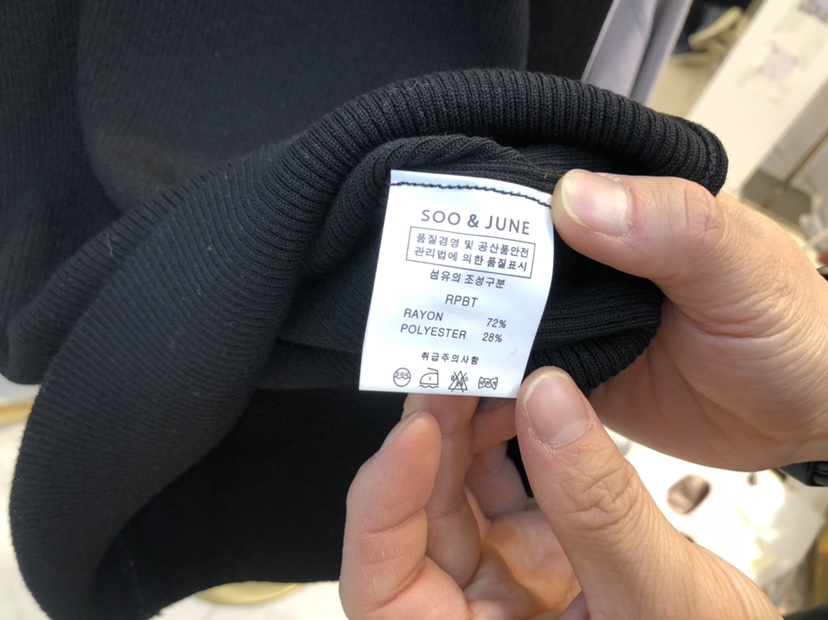 SOO & JUNE
품질경영 및 공산품안전
관리법에 의한 품질표시
섬유의 조성구분
RPBT
RAYON 72%
POLYESTER 28%
취급주의사항